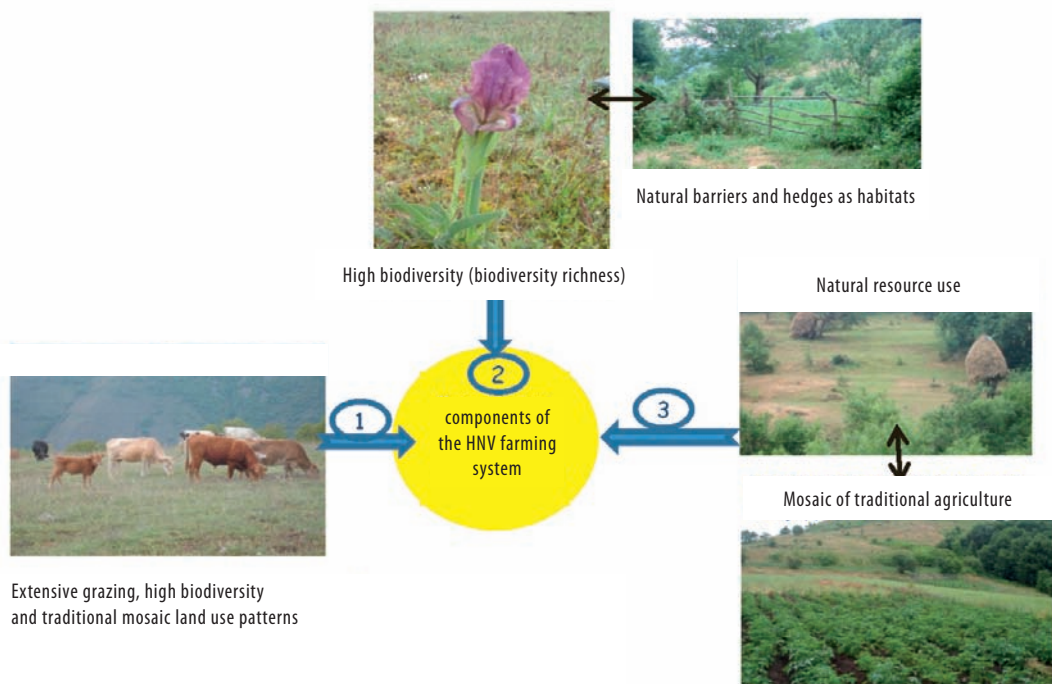 Natural barriers and hedges as habitats
High biodiversity (biodiversity richness)
Natural resource use
2
components of
the HNV farming
system
1
3
Mosaic of traditional agriculture
Extensive grazing, high biodiversity
and traditional mosaic land use patterns